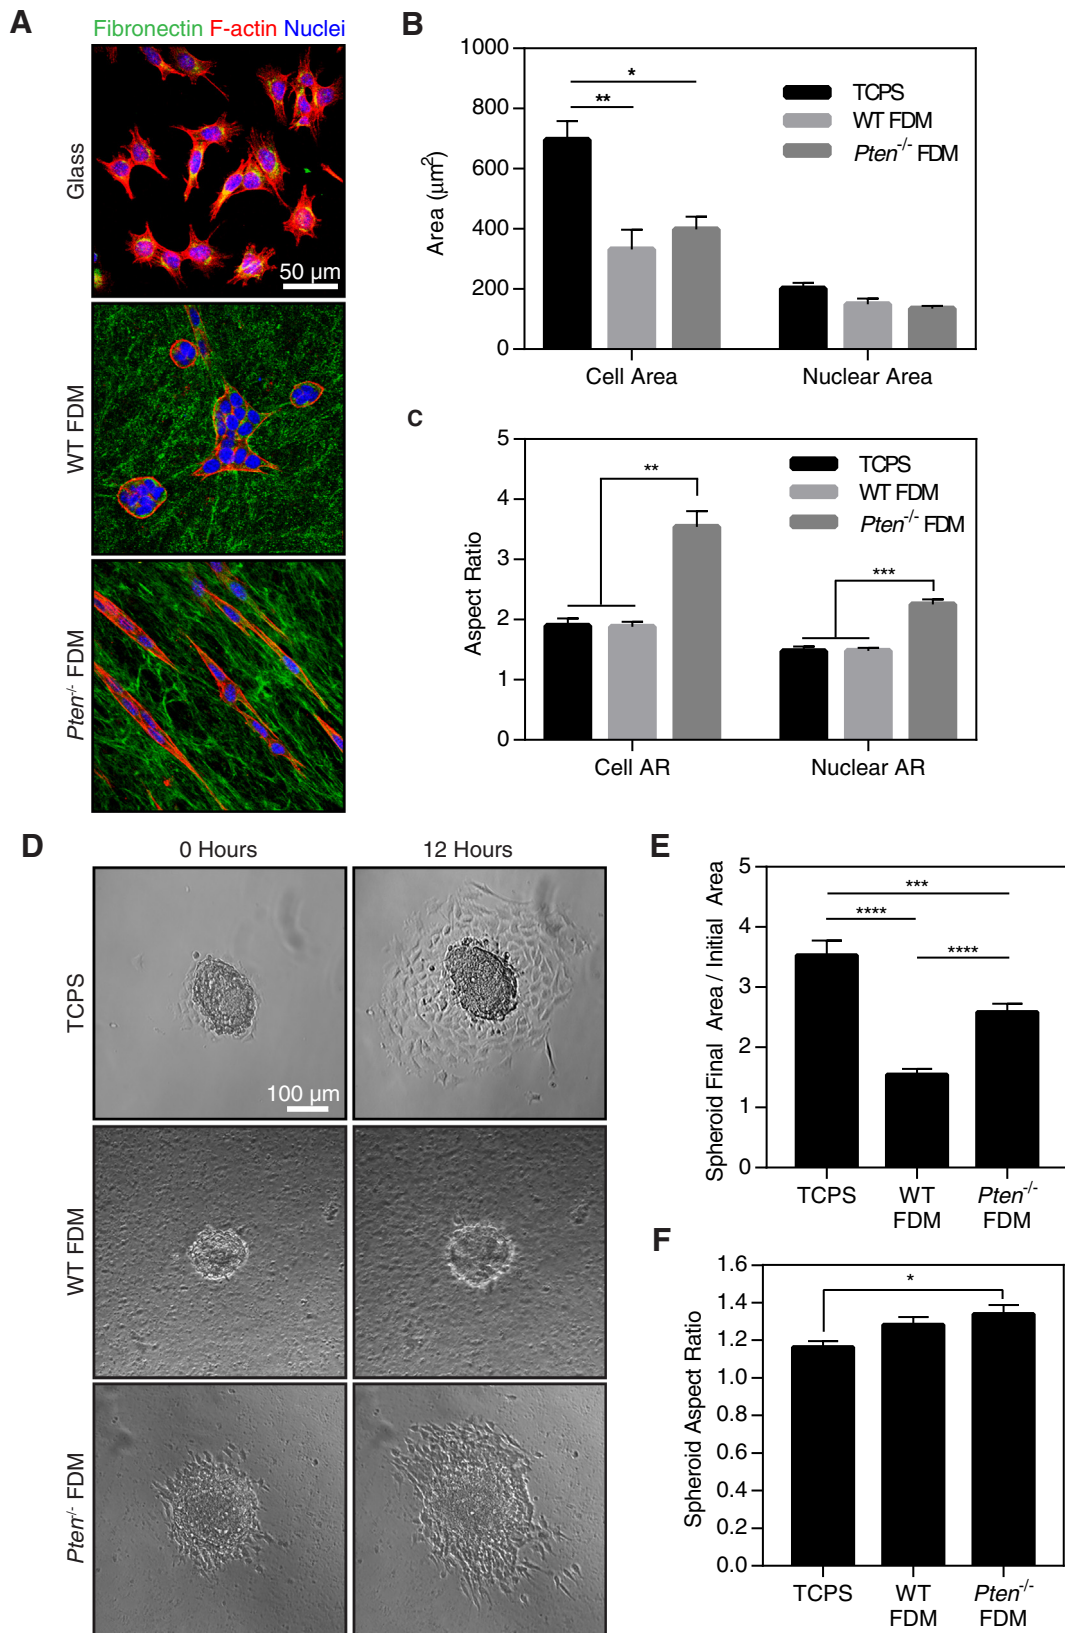 A
Fibronectin F-actin Nuclei
Glass
50 µm
WT FDM
Pten-/- FDM
B
1000
800
600
400
200
0
Area (µm2)
*
**
TCPS
WT FDM
Pten-/- FDM
Cell Area
Nuclear Area
C
5
4
3
2
1
0
Aspect Ratio
**
***
TCPS
WT FDM
Pten-/- FDM
Cell AR
Nuclear AR
D
0 Hours
12 Hours
TCPS
100 µm
WT FDM
Pten-/- FDM
E
5
4
3
2
1
0
Spheroid Final Area / Initial Area
***
****
****
TCPS
WT
FDM
Pten-/-
FDM
F
1.6
1.4
1.2
1.0
0.8
0.6
0.4
0.2
0.0
Spheroid Aspect Ratio
*
TCPS
WT
FDM
Pten-/-
FDM